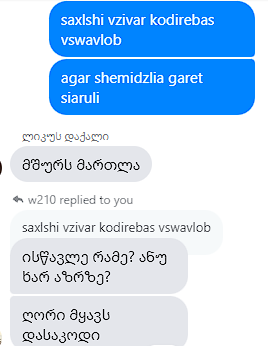 saxlshi vzivar kodirebas
vswavlob
agar shemidzlia garet
siaruli
ლიკუს დაქალი
მშურს მართლა
w210 replied to you
saxlshi vzivar kodirebas vswavlob
ისწავლე რამე? ანუ
ხარ აზრზე?
ღორი მყავს
დასაკოდი